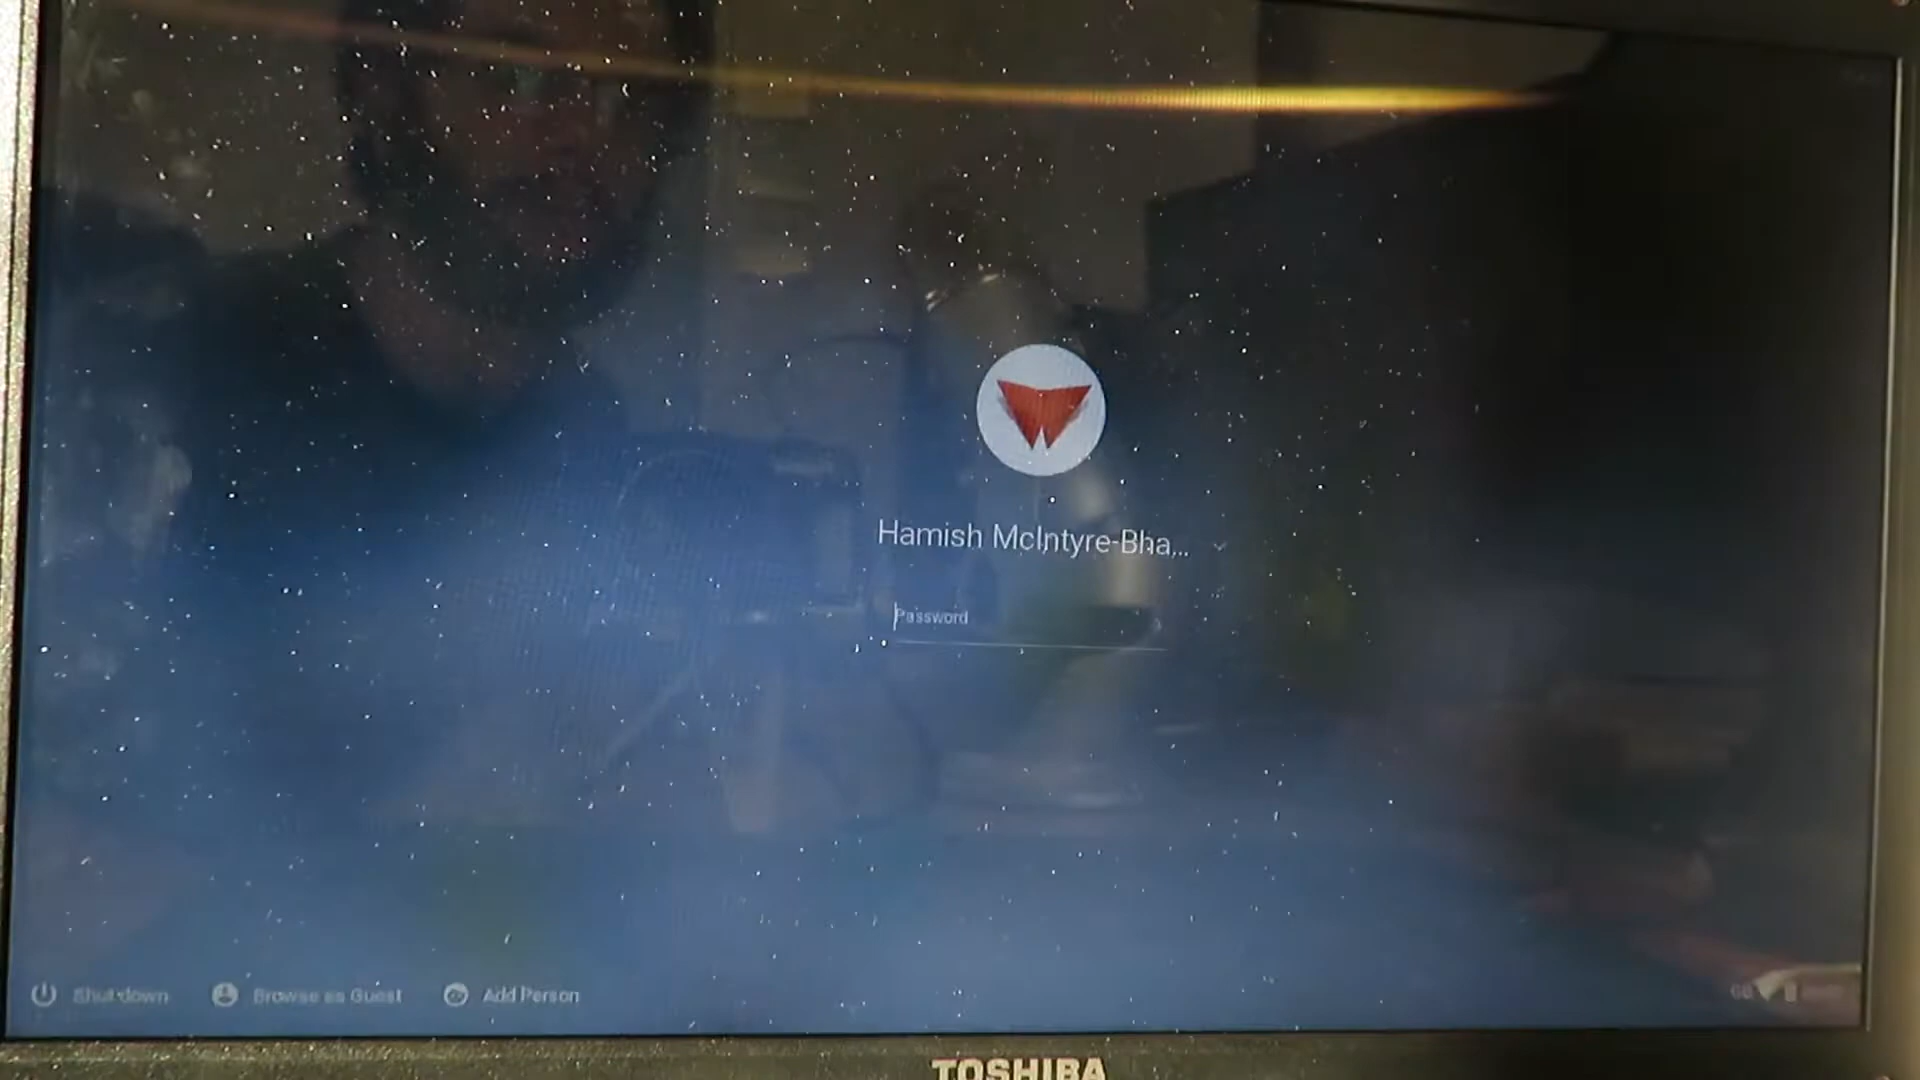 Hamish McIntyre-Bha...
Password
Shut down
Browse as Guest
Add Person
TOSHIBA